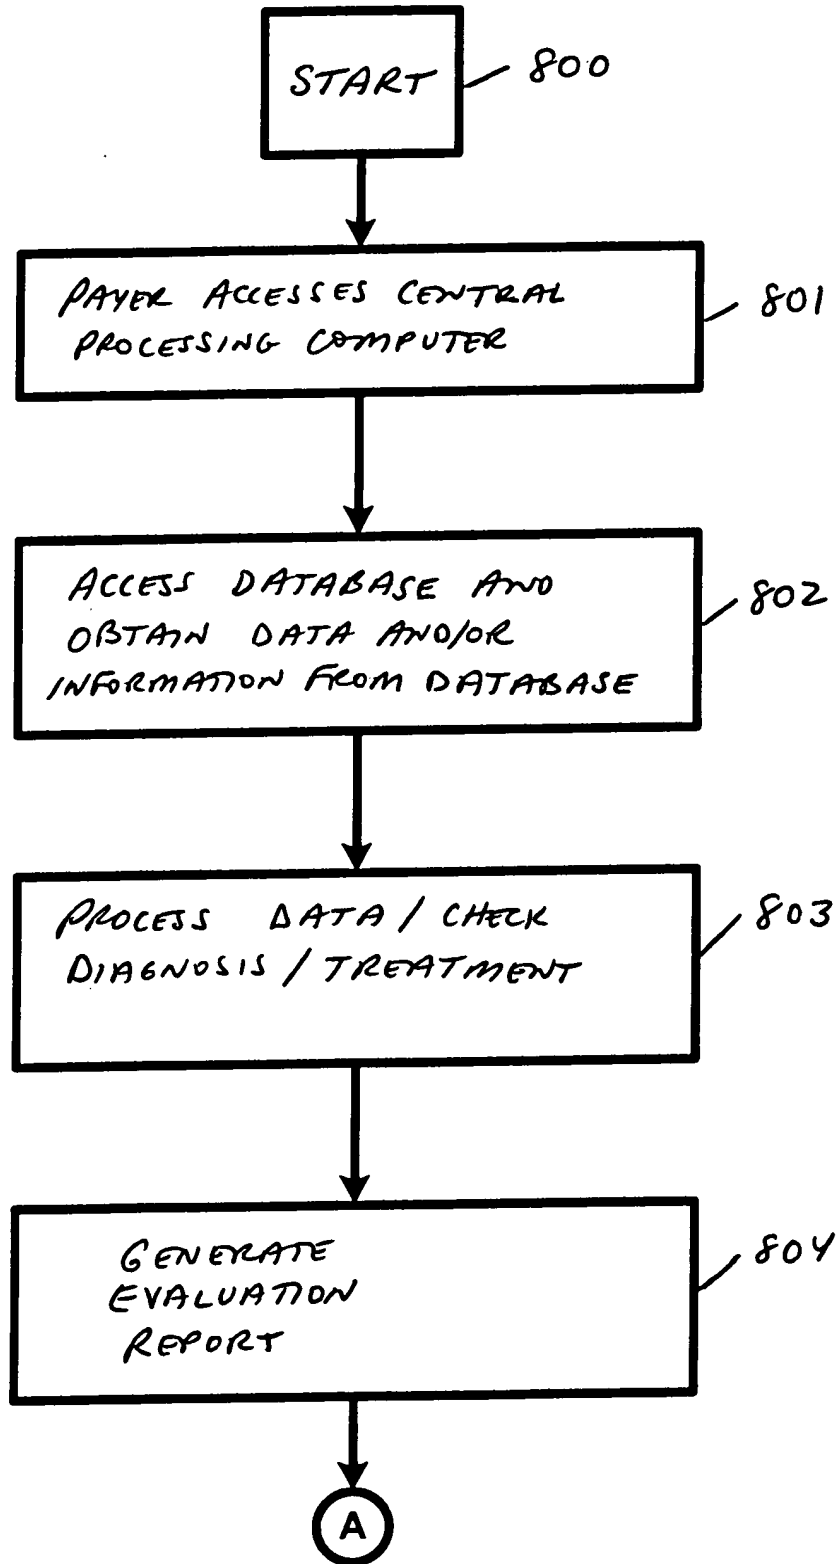 START
800
PAYER ACCESSES CENTRAL
PROCESSING COMPUTER
801
ACCESS DATABASE AND
OBTAIN DATA AND/OR
INFORMATION FROM DATABASE
802
PROCESS DATA / CHECK
DIAGNOSIS / TREATMENT
803
GENERATE
EVALUATION
REPORT
804
A